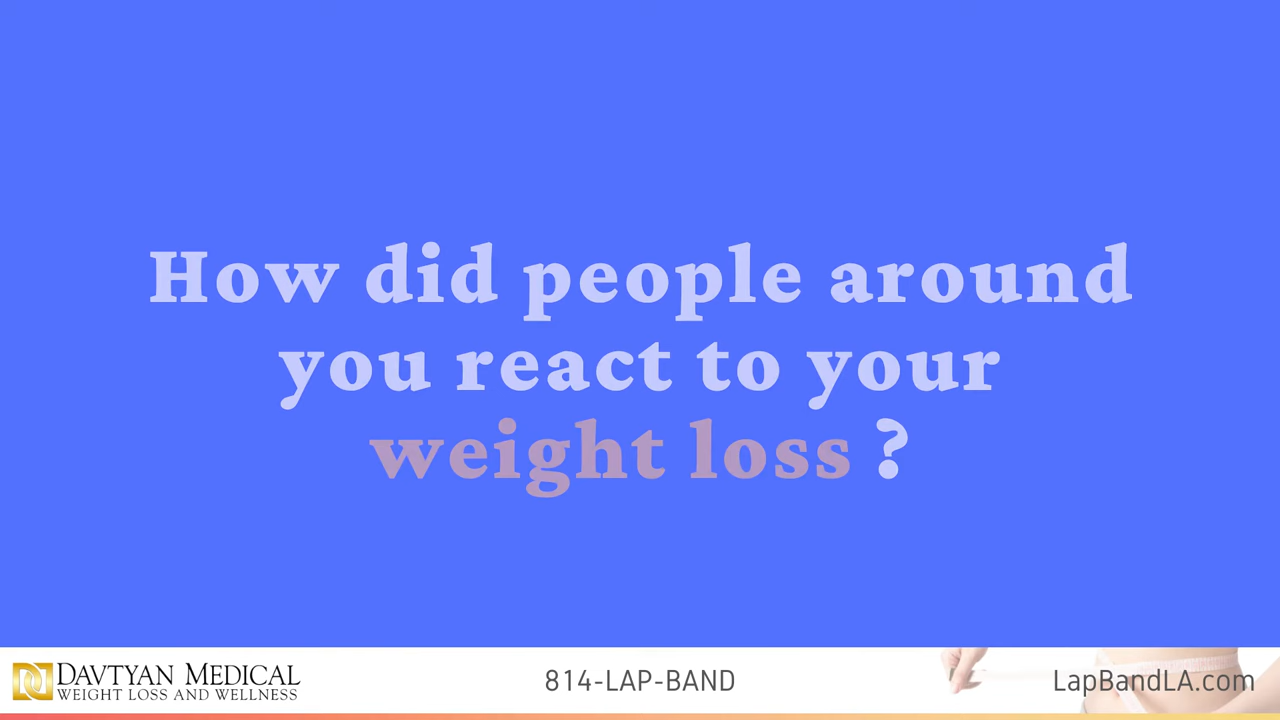 How did people around
you react to your
weight loss ?
DAVTYAN MEDICAL
WEIGHT LOSS AND WELLNESS
814-LAP-BAND
LapBandLA.com